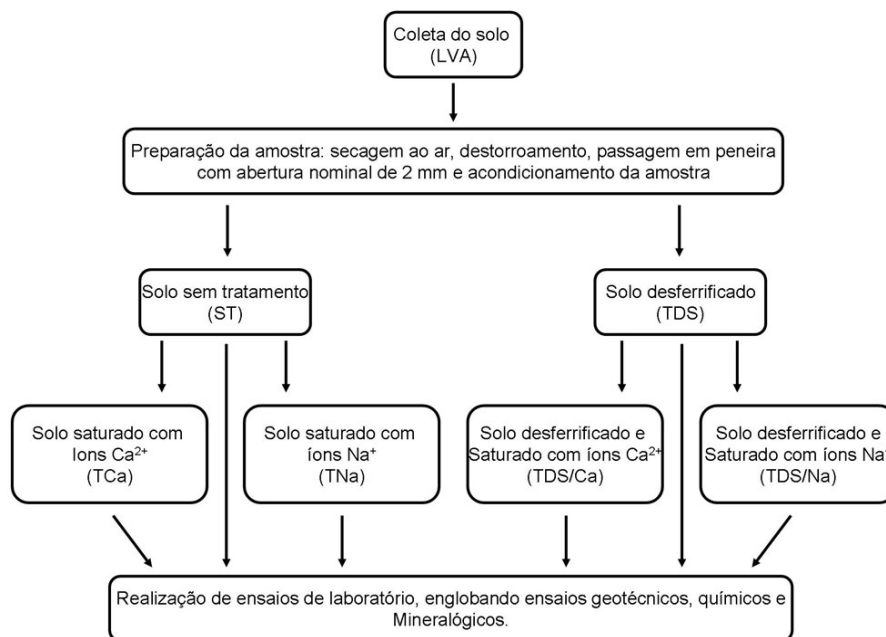 Coleta do solo
(LVA)
Preparação da amostra: secagem ao ar, destorroamento, passagem em peneira
com abertura nominal de 2 mm e acondicionamento da amostra
Solo sem tratamento
(ST)
Solo desferrificado
(TDS)
Solo saturado com
Ions Ca²⁺
(TCa)
Solo saturado com
íons Na⁺
(TNa)
Solo desferrificado e
Saturado com íons Ca²⁺
(TDS/Ca)
Solo desferrificado e
Saturado com íons Na⁺
(TDS/Na)
Realização de ensaios de laboratório, englobando ensaios geotécnicos, químicos e
Mineralógicos.